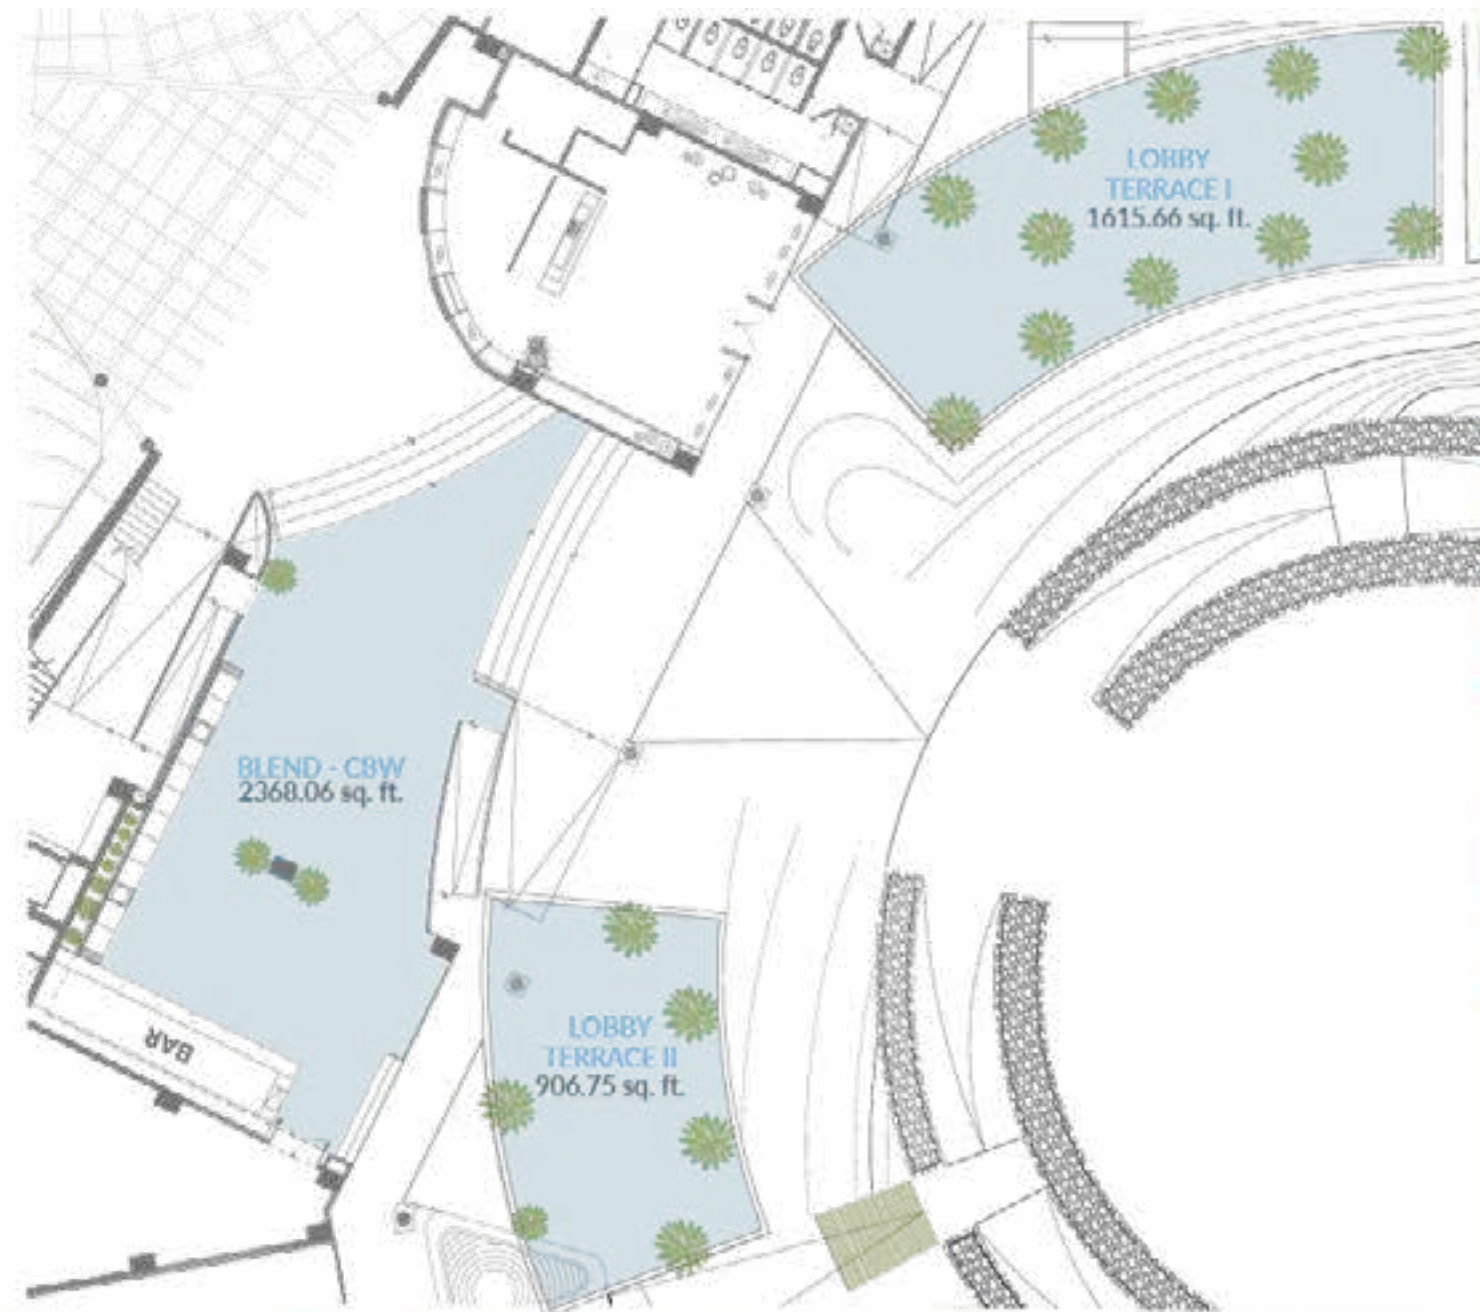 LOBBY
TERRACE I
1615.66 sq. ft.
BLEND - CBW
2368.06 sq. ft.
BAR
LOBBY
TERRACE II
906.75 sq. ft.